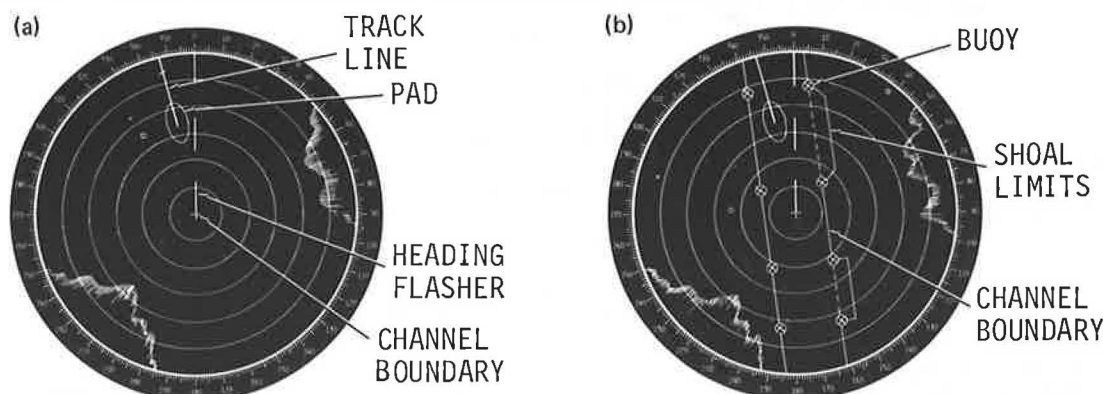 (a)
TRACK
LINE
PAD
HEADING
FLASHER
CHANNEL
BOUNDARY
(b)
BUOY
SHOAL
LIMITS
CHANNEL
BOUNDARY